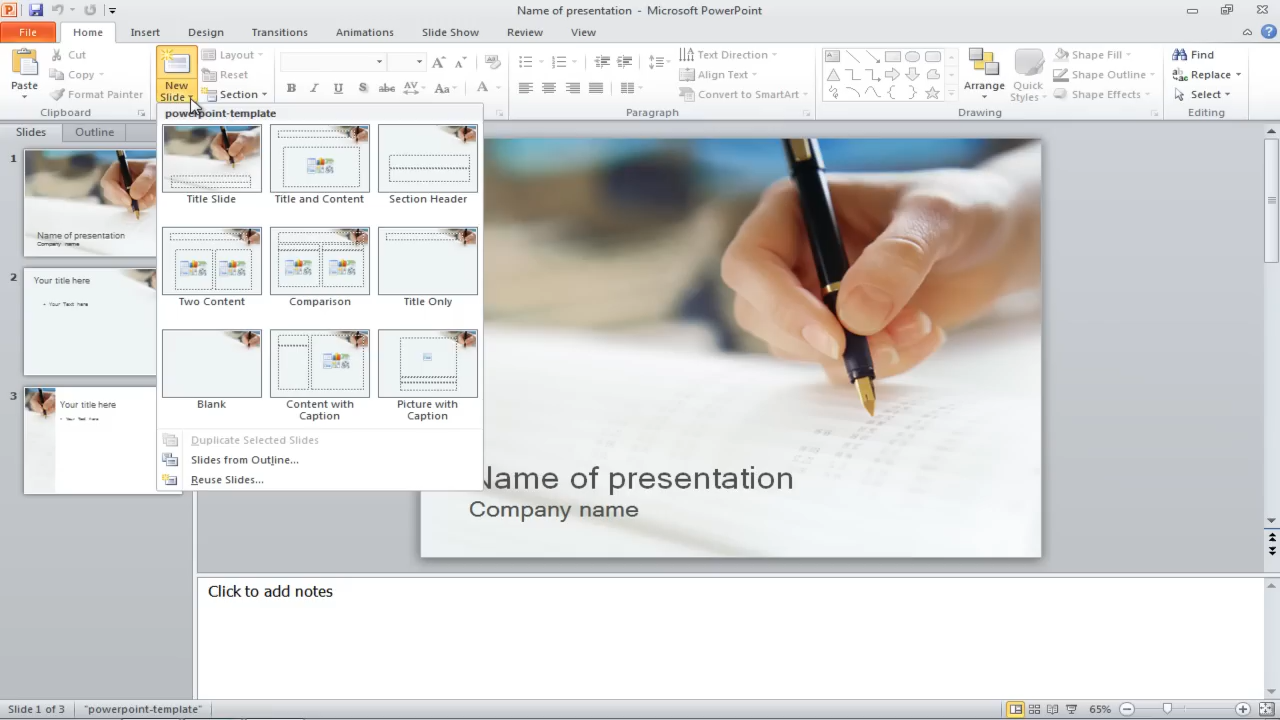 Name of presentation - Microsoft PowerPoint
File Home Insert Design Transitions Animations Slide Show Review View
Paste
Cut
Copy
Format Painter
Clipboard
New Slide
Layout
Reset
Section
Paragraph
Text Direction
Align Text
Convert to SmartArt
Arrange
Quick Styles
Shape Fill
Shape Outline
Shape Effects
Drawing
Find
Replace
Select
Editing
Slides Outline
powerpoint-template
Title Slide
Title and Content
Section Header
Two Content
Comparison
Title Only
Blank
Content with Caption
Picture with Caption
Duplicate Selected Slides
Slides from Outline...
Reuse Slides...
1
Name of presentation
Company name
2
Your title here
Your Text here
3
Your title here
Name of presentation
Company name
Click to add notes
Slide 1 of 3 "powerpoint-template" 65%